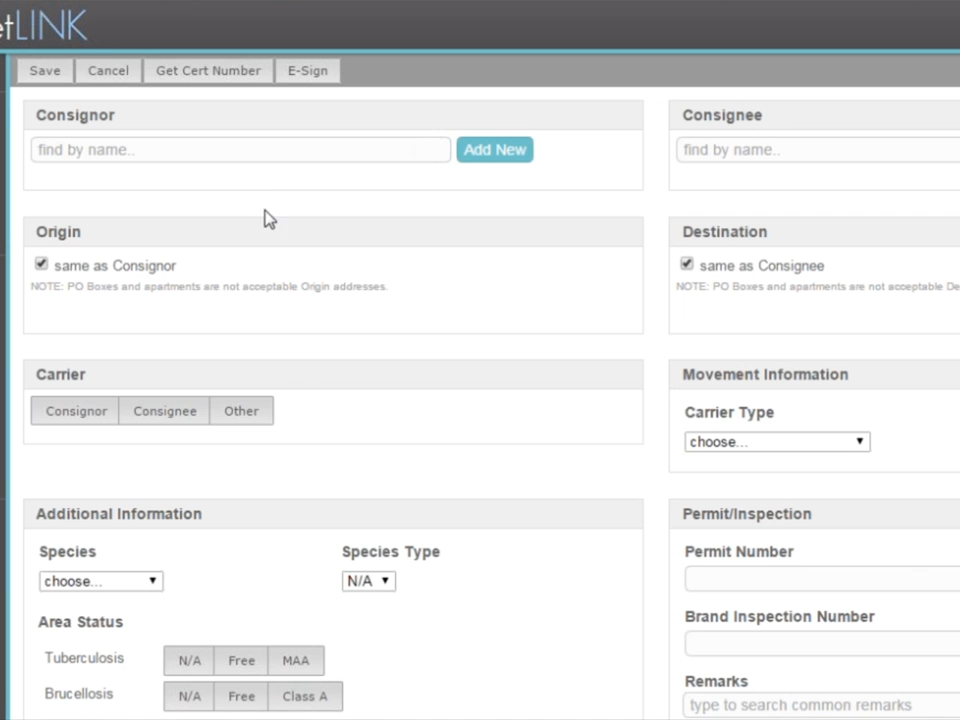 etLINK
Save Cancel Get Cert Number E-Sign
Consignor
find by name..
Add New
Consignee
find by name..
Origin
same as Consignor
NOTE: PO Boxes and apartments are not acceptable Origin addresses.
Destination
same as Consignee
NOTE: PO Boxes and apartments are not acceptable De
Carrier
Consignor Consignee Other
Movement Information
Carrier Type
choose...
Additional Information
Species
choose...
Species Type
N/A
Area Status
Tuberculosis N/A Free MAA
Brucellosis N/A Free Class A
Permit/Inspection
Permit Number
Brand Inspection Number
Remarks
type to search common remarks